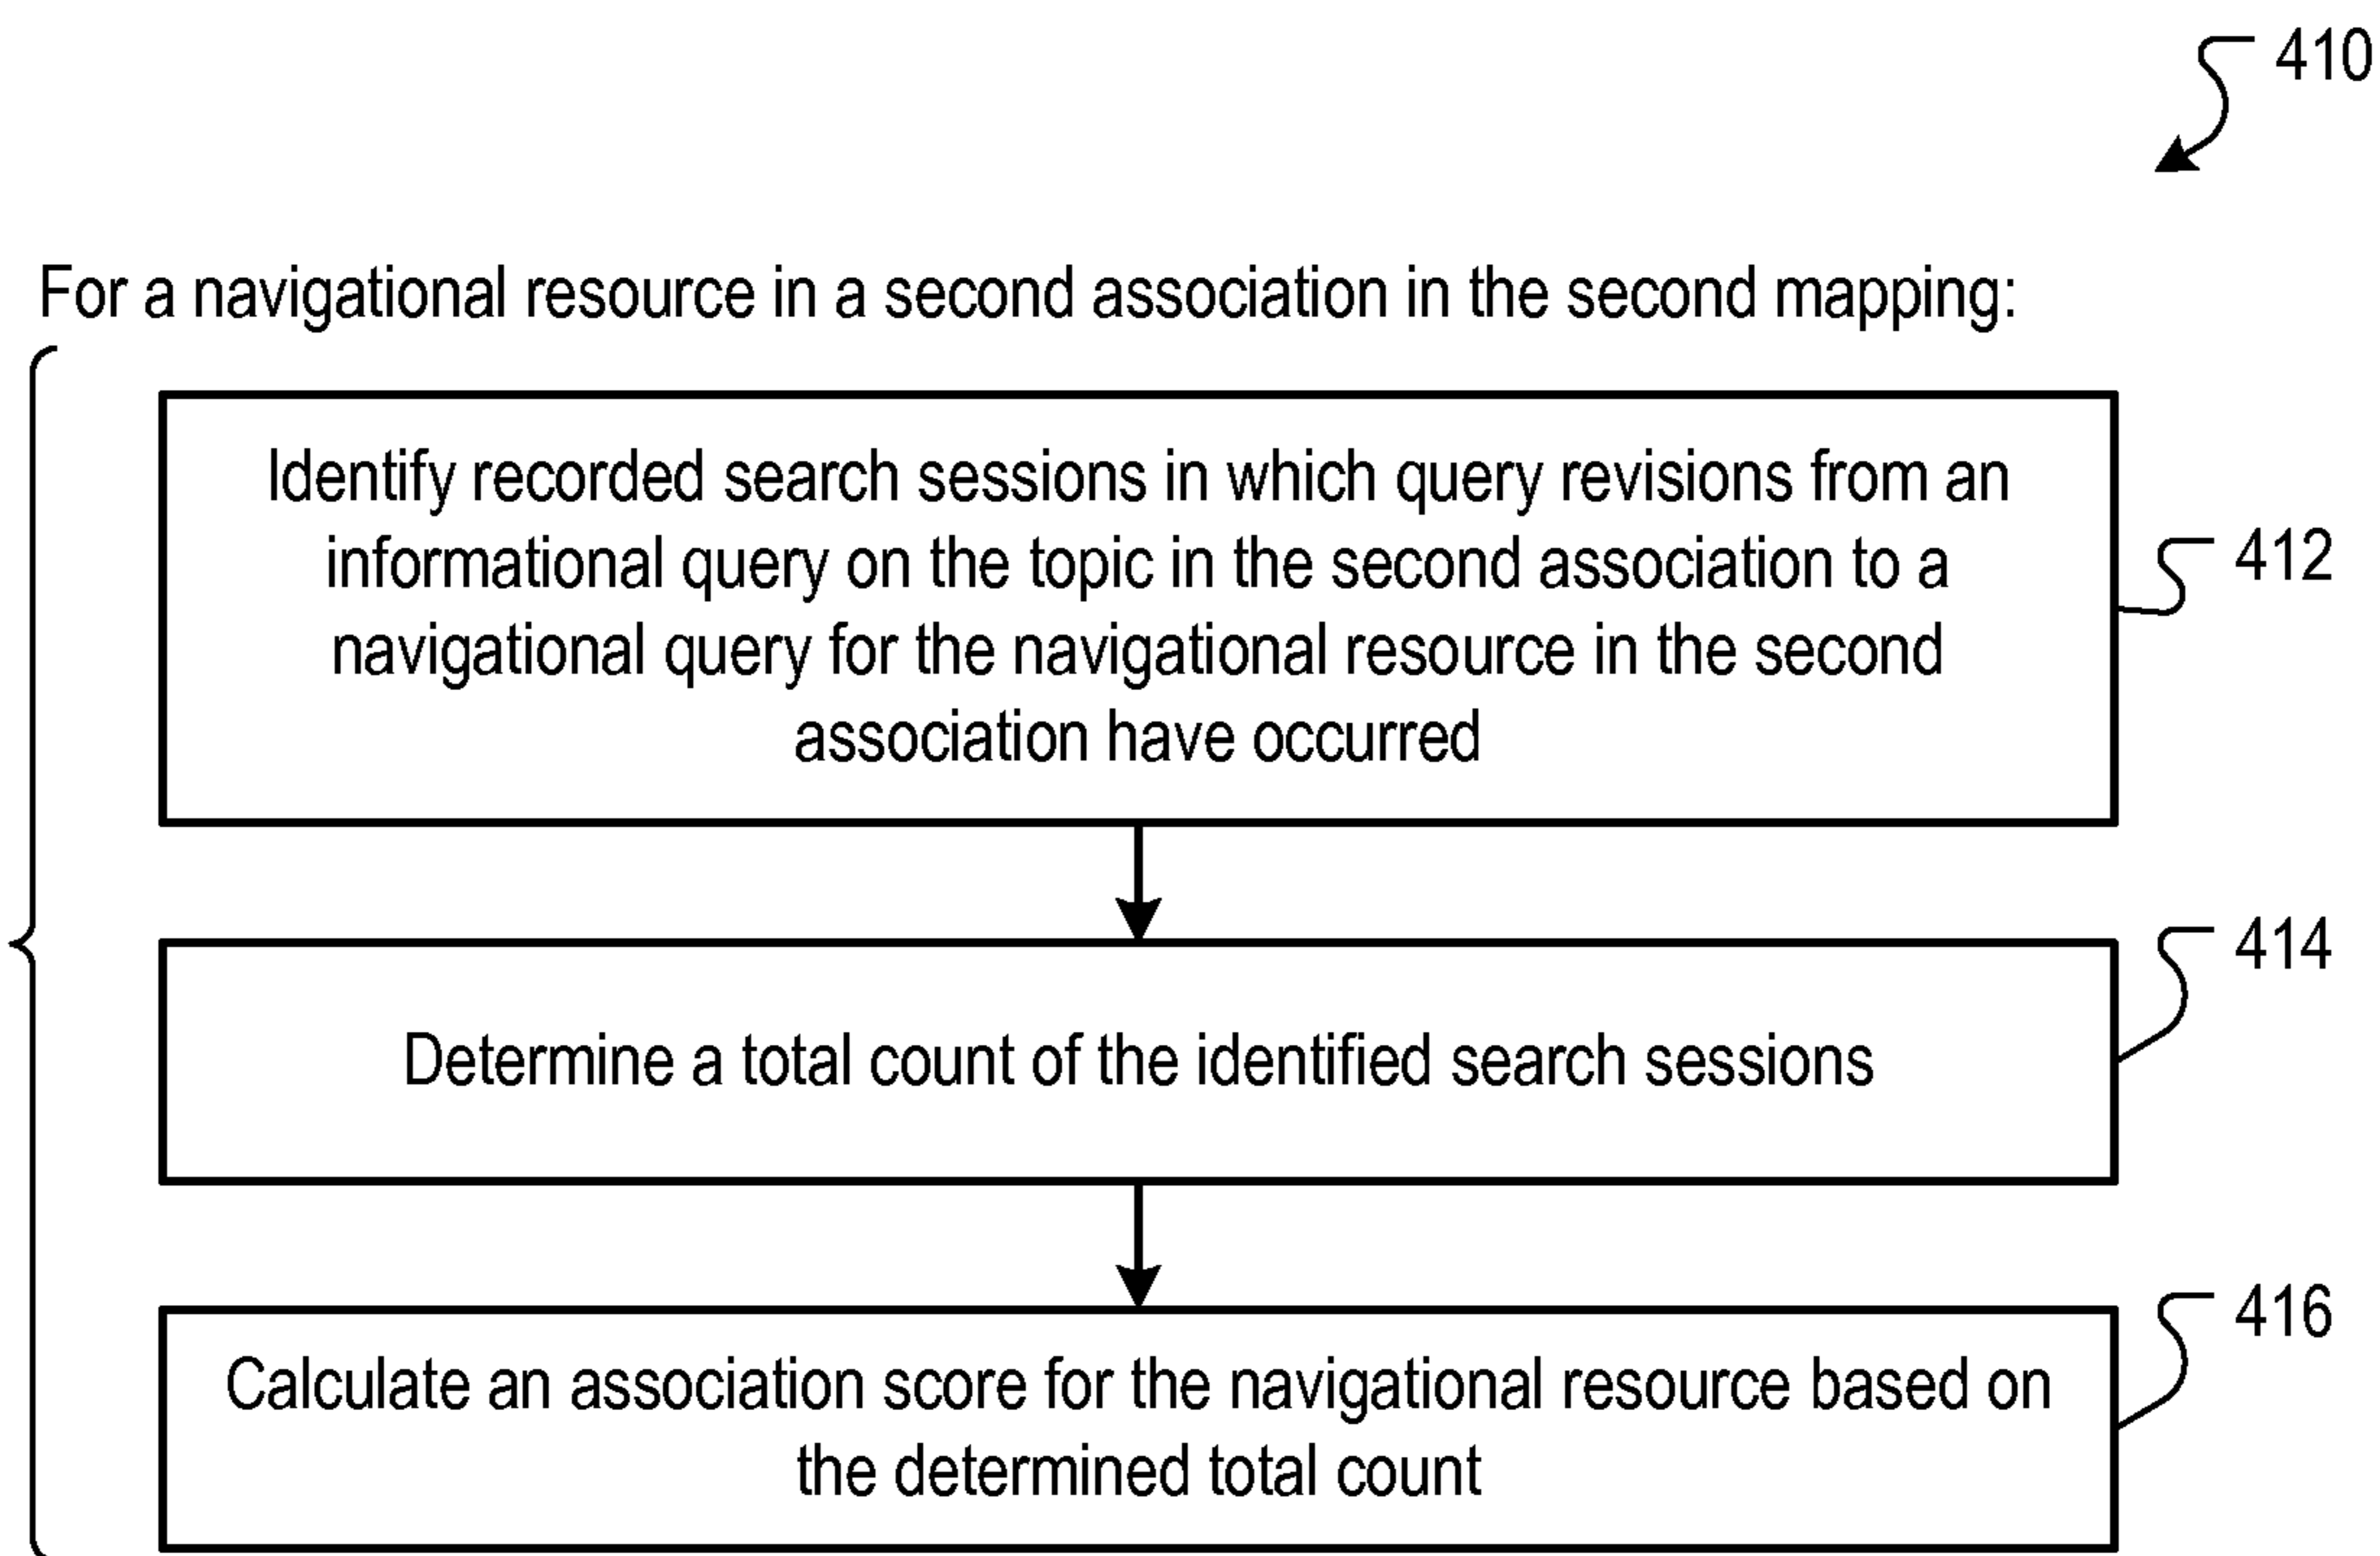 410
For a navigational resource in a second association in the second mapping:
Identify recorded search sessions in which query revisions from an
informational query on the topic in the second association to a
navigational query for the navigational resource in the second
association have occurred
412
Determine a total count of the identified search sessions
414
Calculate an association score for the navigational resource based on
the determined total count
416